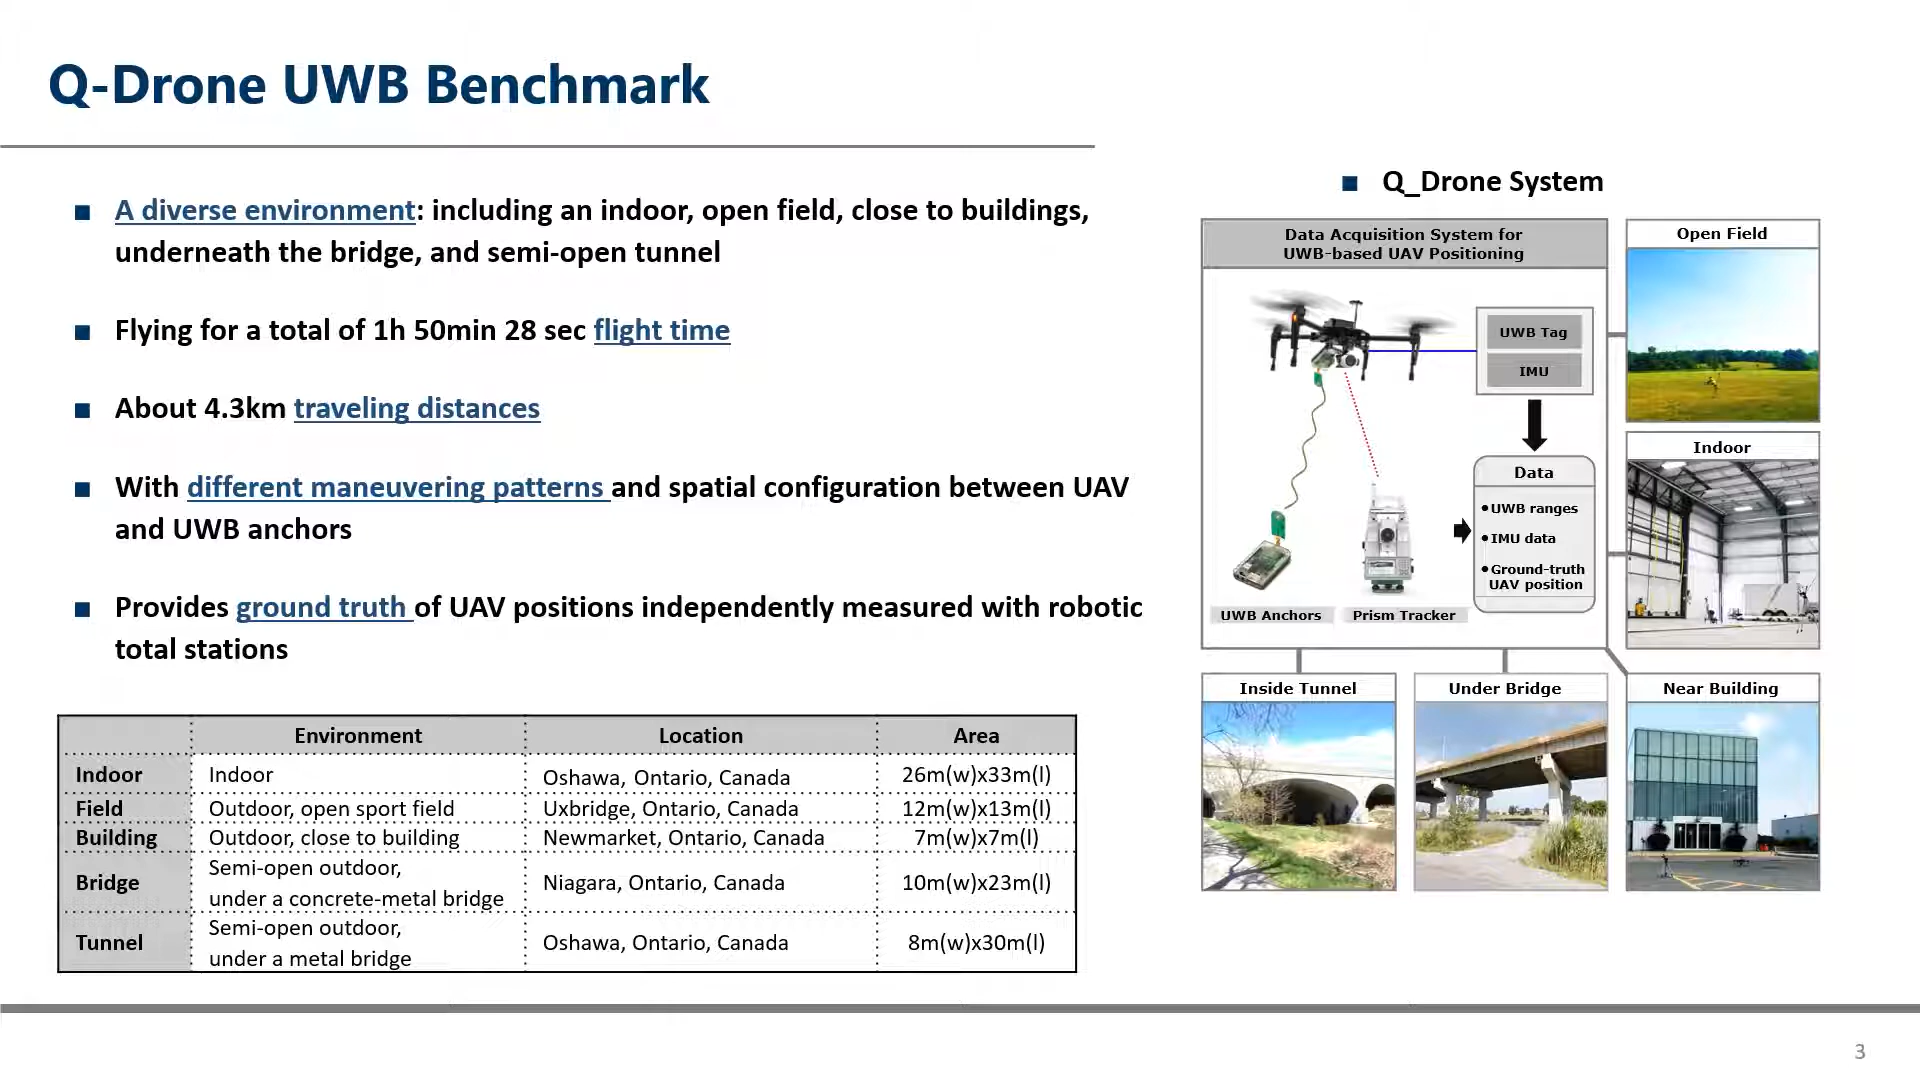 Q-Drone UWB Benchmark
■ A diverse environment: including an indoor, open field, close to buildings,
underneath the bridge, and semi-open tunnel
■ Flying for a total of 1h 50min 28 sec flight time
■ About 4.3km traveling distances
■ With different maneuvering patterns and spatial configuration between UAV
and UWB anchors
■ Provides ground truth of UAV positions independently measured with robotic
total stations
Environment Location Area
Indoor Indoor Oshawa, Ontario, Canada 26m(w)x33m(l)
Field Outdoor, open sport field Uxbridge, Ontario, Canada 12m(w)x13m(l)
Building Outdoor, close to building Newmarket, Ontario, Canada 7m(w)x7m(l)
Bridge Semi-open outdoor,
under a concrete-metal bridge Niagara, Ontario, Canada 10m(w)x23m(l)
Tunnel Semi-open outdoor,
under a metal bridge Oshawa, Ontario, Canada 8m(w)x30m(l)
■ Q_Drone System
Data Acquisition System for
UWB-based UAV Positioning
UWB Tag
IMU
Data
•UWB ranges
•IMU data
•Ground-truth
UAV position
UWB Anchors
Prism Tracker
Open Field
Indoor
Inside Tunnel
Under Bridge
Near Building
3